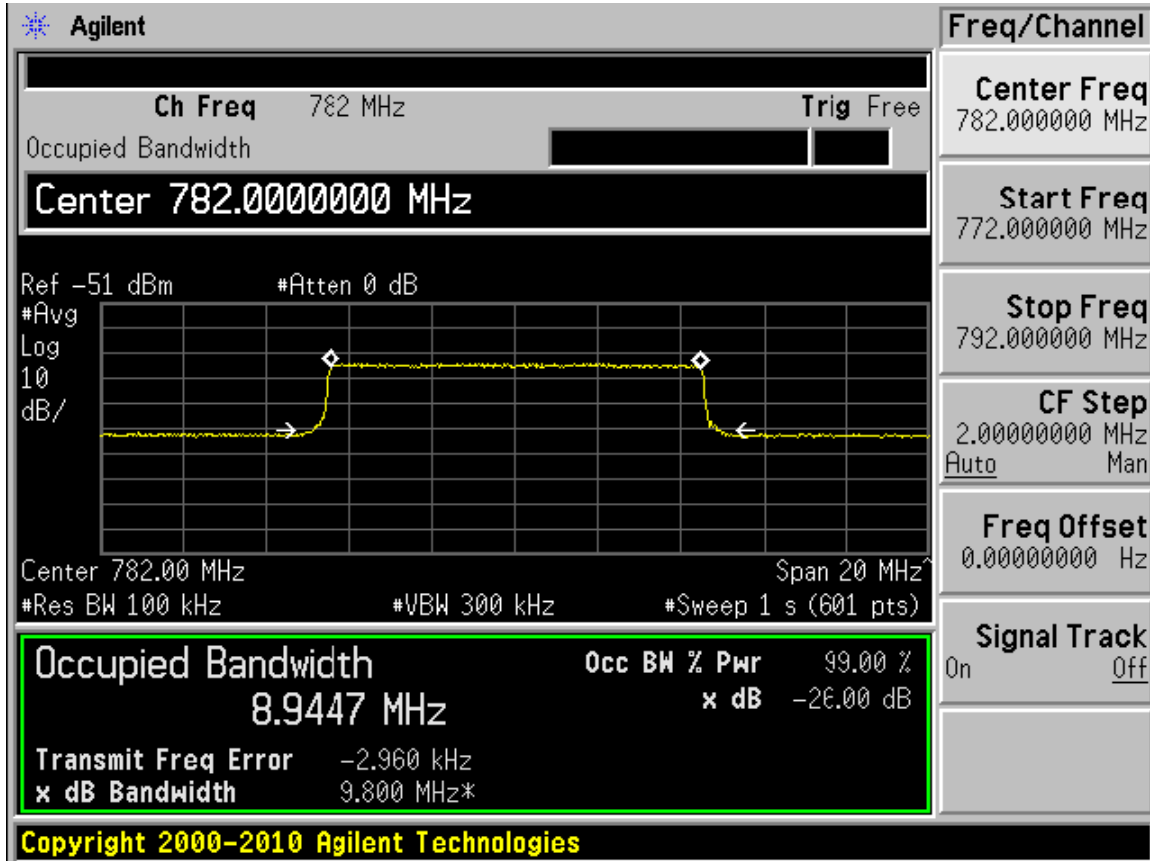 Agilent
Freq/Channel
Ch Freq 782 MHz Trig Free
Occupied Bandwidth
Center 782.0000000 MHz
Ref -51 dBm #Atten 0 dB
#Avg
Log
10
dB/
Center 782.00 MHz Span 20 MHz^
#Res BW 100 kHz #VBW 300 kHz #Sweep 1 s (601 pts)
Occupied Bandwidth Occ BW % Pwr 99.00 %
8.9447 MHz x dB -26.00 dB
Transmit Freq Error -2.960 kHz
x dB Bandwidth 9.800 MHz*
Center Freq
782.000000 MHz
Start Freq
772.000000 MHz
Stop Freq
792.000000 MHz
CF Step
2.00000000 MHz
Auto Man
Freq Offset
0.00000000 Hz
Signal Track
On Off
Copyright 2000-2010 Agilent Technologies